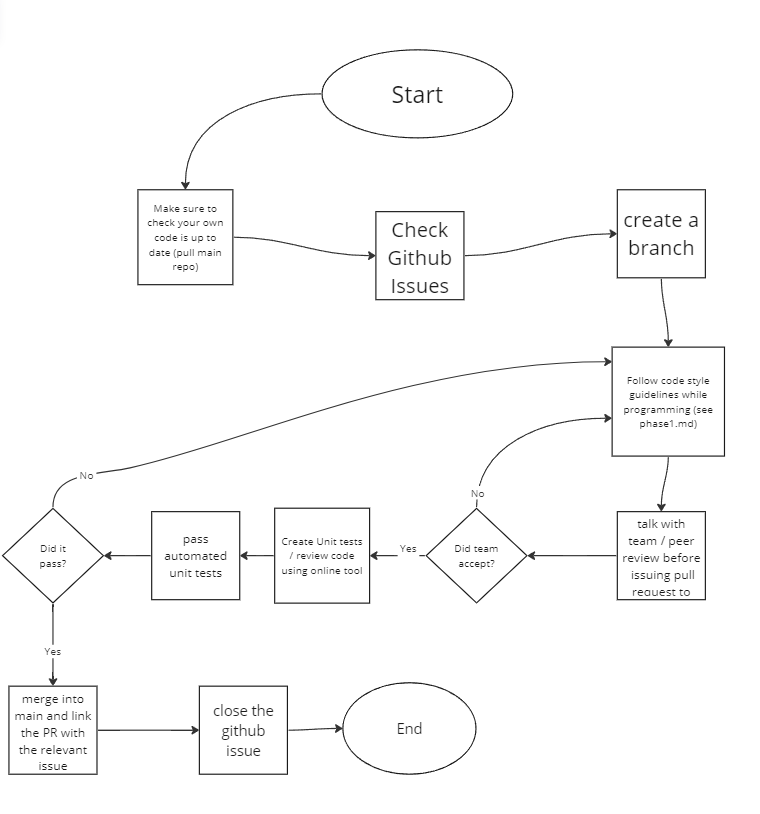 Start
Make sure to
check your own
code is up to
date (pull main
repo)
Check
Github
Issues
create a
branch
Follow code style
guidelines while
programming (see
phase1.md)
No
No
talk with
team / peer
review before
issuing pull
request to
Did team
accept?
Yes
Create Unit tests
/ review code
using online tool
pass
automated
unit tests
Did it
pass?
Yes
merge into
main and link
the PR with
the relevant
issue
close the
github
issue
End